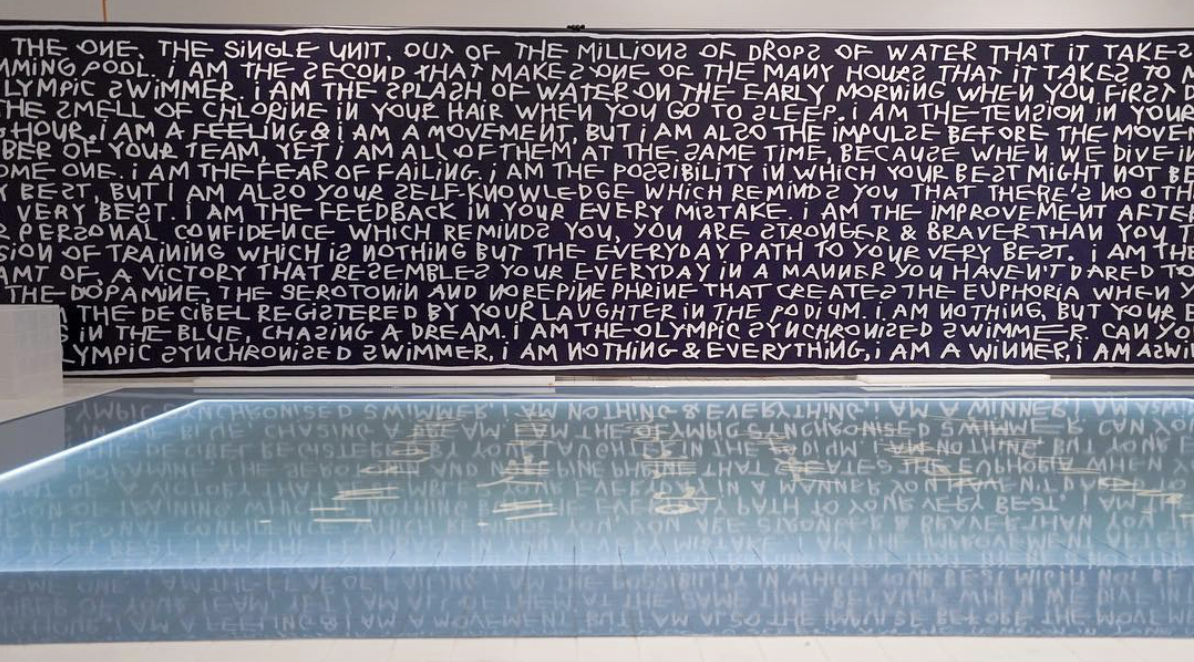 THE ONE, THE SINGLE UNIT, OUT OF THE MILLIONS OF DROPS OF WATER THAT IT TAKES
MMING POOL. I AM THE SECOND THAT MAKES ONE OF THE MANY HOURS THAT IT TAKES TO
LYMPIC SWIMMER. I AM THE SPLASH OF WATER ON THE EARLY MORNING WHEN YOU FIRST D
THE SMELL OF CHLORINE IN YOUR HAIR WHEN YOU GO TO SLEEP. I AM THE TENSION IN YOUR
HOUR. I AM A FEELING & I AM A MOVEMENT, BUT I AM ALSO THE IMPULSE BEFORE THE MOVEM
BER OF YOUR TEAM, YET I AM ALL OF THEM, AT THE SAME TIME, BECAUSE WHEN WE DIVE IN
OME ONE. I AM THE FEAR OF FAILING. I AM THE POSSIBILITY IN WHICH YOUR BEST MIGHT NOT BE
BEST, BUT I AM ALSO YOUR SELF-KNOWLEDGE WHICH REMINDS YOU THAT THERE'S NO OTH
VERY BEST. I AM THE FEEDBACK IN YOUR EVERY MISTAKE. I AM THE IMPROVEMENT AFTE
PERSONAL CONFIDENCE WHICH REMINDS YOU, YOU ARE STRONGER & BRAVER THAN YOU T
SION OF TRAINING WHICH IS NOTHING BUT THE EVERYDAY PATH TO YOUR VERY BEST. I AM THE
AMT OF A VICTORY THAT RESEMBLES YOUR EVERYDAY IN A MANNER YOU HAVEN'T DARED TO
THE DOPAMINE, THE SEROTONIN AND NOREPINEPHRINE THAT CREATES THE EUPHORIA WHEN Y
THE DECIBEL REGISTERED BY YOUR LAUGHTER IN THE PODIUM. I AM NOTHING, BUT YOUR E
IN THE BLUE, CHASING A DREAM. I AM THE OLYMPIC SYNCHRONISED SWIMMER. CAN YO
LYMPIC SYNCHRONISED SWIMMER, I AM NOTHING & EVERYTHING, I AM A WINNER, I AM A SWI